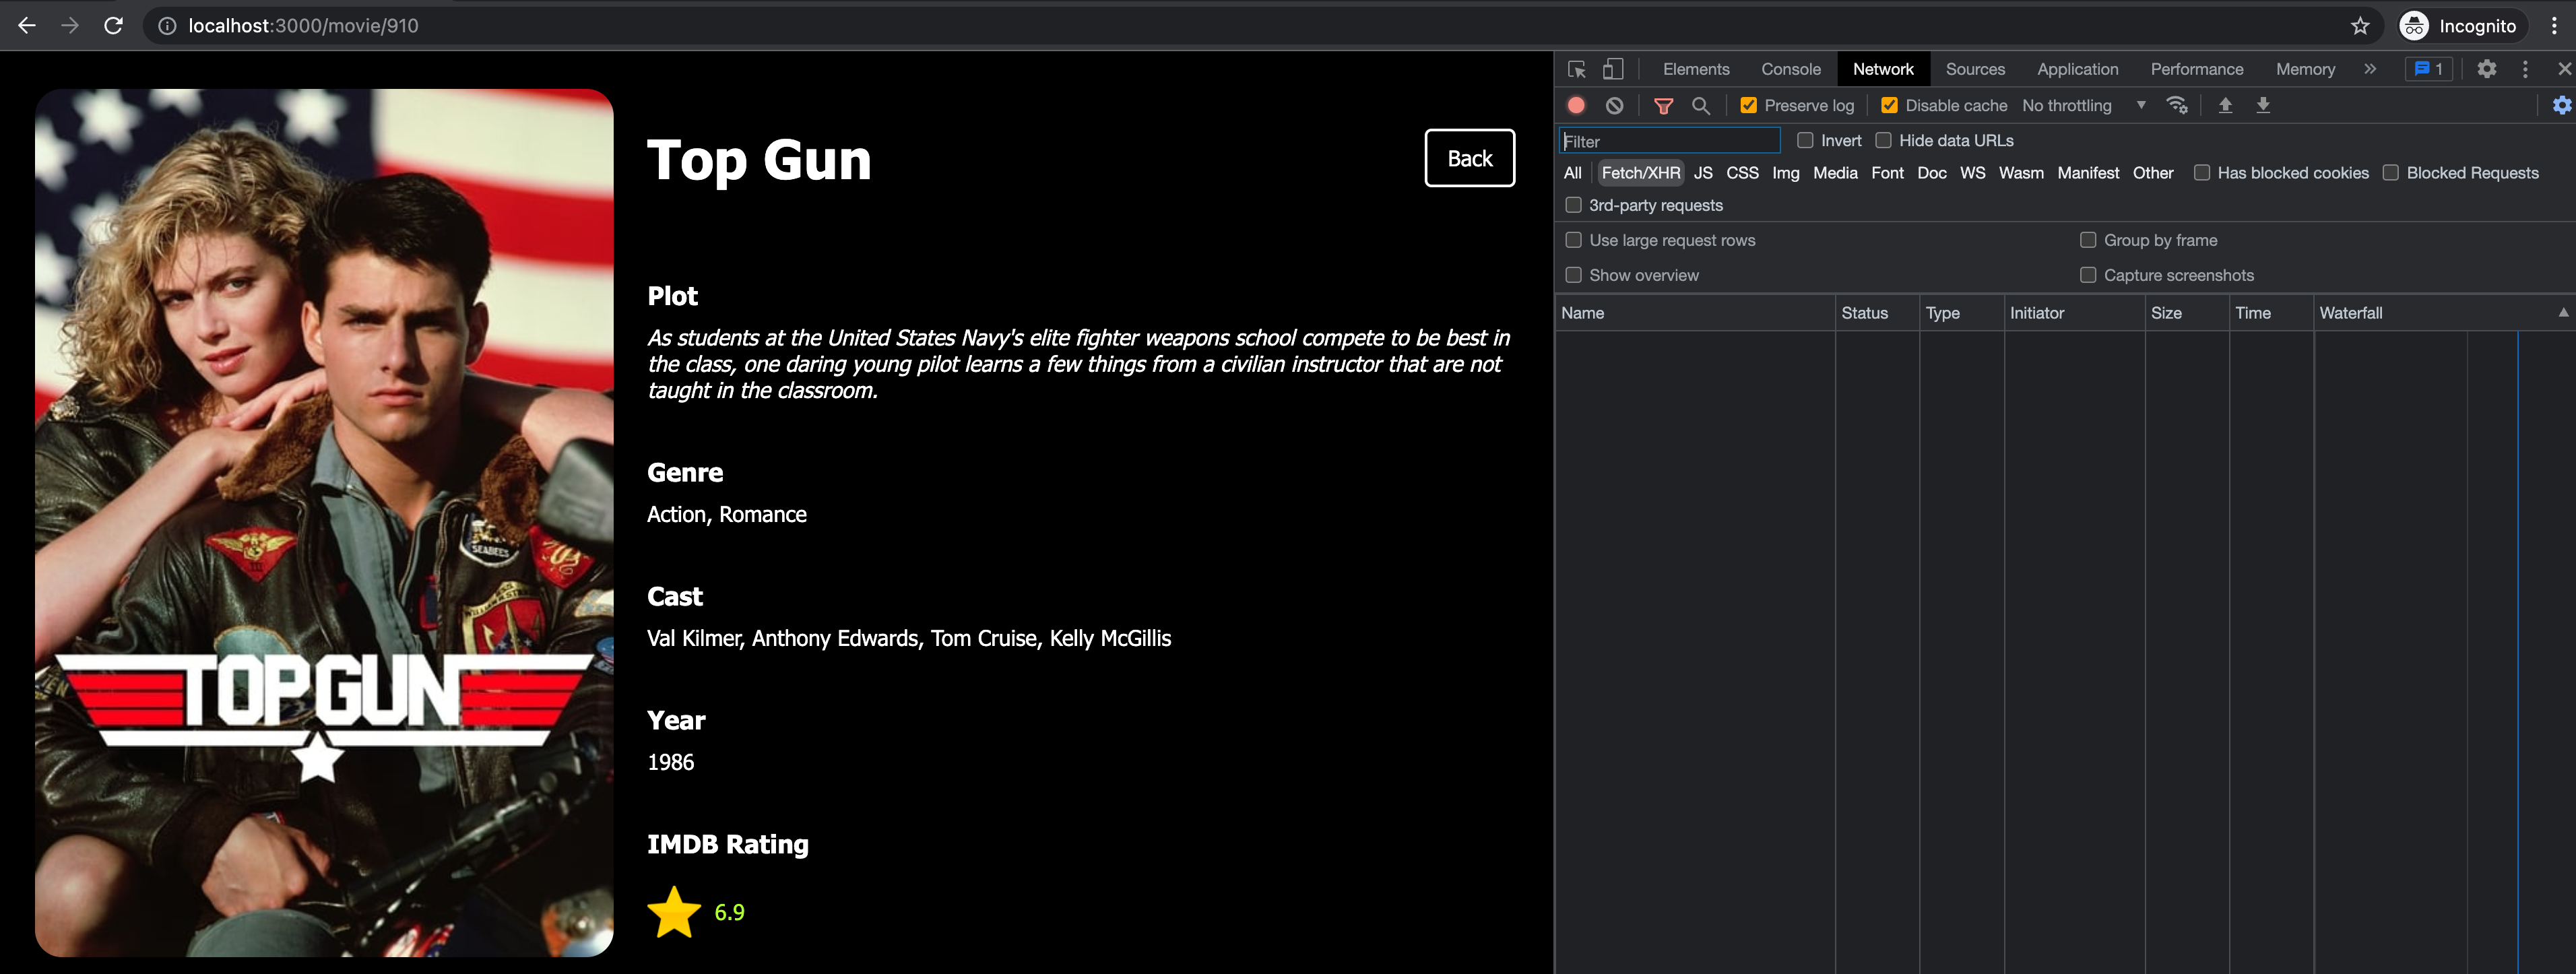 localhost:3000/movie/910
Incognito
Top Gun
Back
Plot
As students at the United States Navy's elite fighter weapons school compete to be best in
the class, one daring young pilot learns a few things from a civilian instructor that are not
taught in the classroom.
Genre
Action, Romance
Cast
Val Kilmer, Anthony Edwards, Tom Cruise, Kelly McGillis
Year
1986
IMDB Rating
6.9
SEABEES
TOP GUN
Elements Console Network Sources Application Performance Memory 1
Preserve log Disable cache No throttling
Filter Invert Hide data URLs
All Fetch/XHR JS CSS Img Media Font Doc WS Wasm Manifest Other Has blocked cookies Blocked Requests
3rd-party requests
Use large request rows Group by frame
Show overview Capture screenshots
Name Status Type Initiator Size Time Waterfall